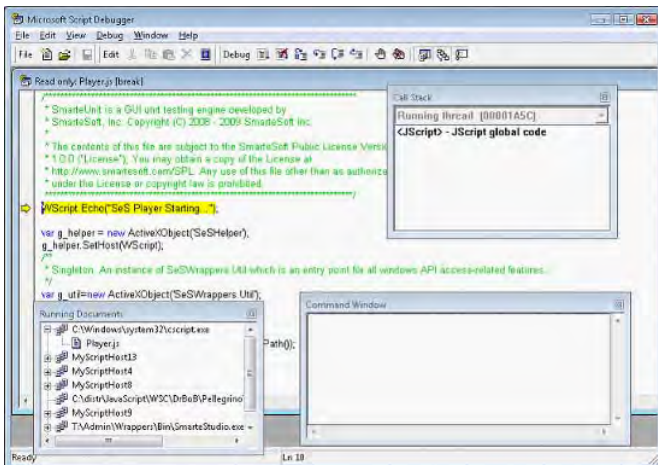 Microsoft Script Debugger
File Edit View Debug Window Help
File Edit Debug
Read only: Player.js [break]
/**********************************************************************
* SmarteUnit is a GUI unit testing engine developed by
* SmarteSoft, Inc. Copyright (C) 2008 - 2009 SmarteSoft Inc.
*
* The contents of this file are subject to the SmarteSoft Public License Versi
* 1.0.0 ("License"); You may obtain a copy of the License at
* http://www.smartesoft.com/SPL. Any use of this file other than as authorize
* under the License or copyright law is prohibited.
**********************************************************************/
WScript.Echo("SeS Player Starting...");
var g_helper = new ActiveXObject('SeSHelper');
g_helper.SetHost(WScript);
/**
* Singleton. An instance of SeSWrappers.Util which is an entry point for all windows API access-related features.
*/
var g_util=new ActiveXObject('SeSWrappers.Util');
Path());
Call Stack
Running thread [00001A5C]
<JScript> - JScript global code
Running Documents
C:\Windows\system32\cscript.exe
Player.js
MyScriptHost13
MyScriptHost4
MyScriptHost8
C:\distr\JavaScript\WSC\DrBoB\Pellegrino
MyScriptHost9
T:\Admin\Wrappers\Bin\SmarteStudio.exe
Command Window
Ready
Ln 10